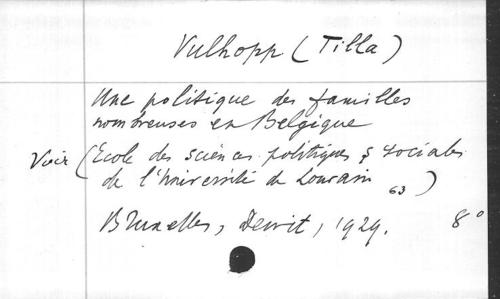 Vulhopp (Tilla)
Une politique des familles
nombreuses en Belgique
Voir (Ecole des sciences politiques & sociales
de l'Université de Louvain 63)
Bruxelles, Dewit, 1929. 8°